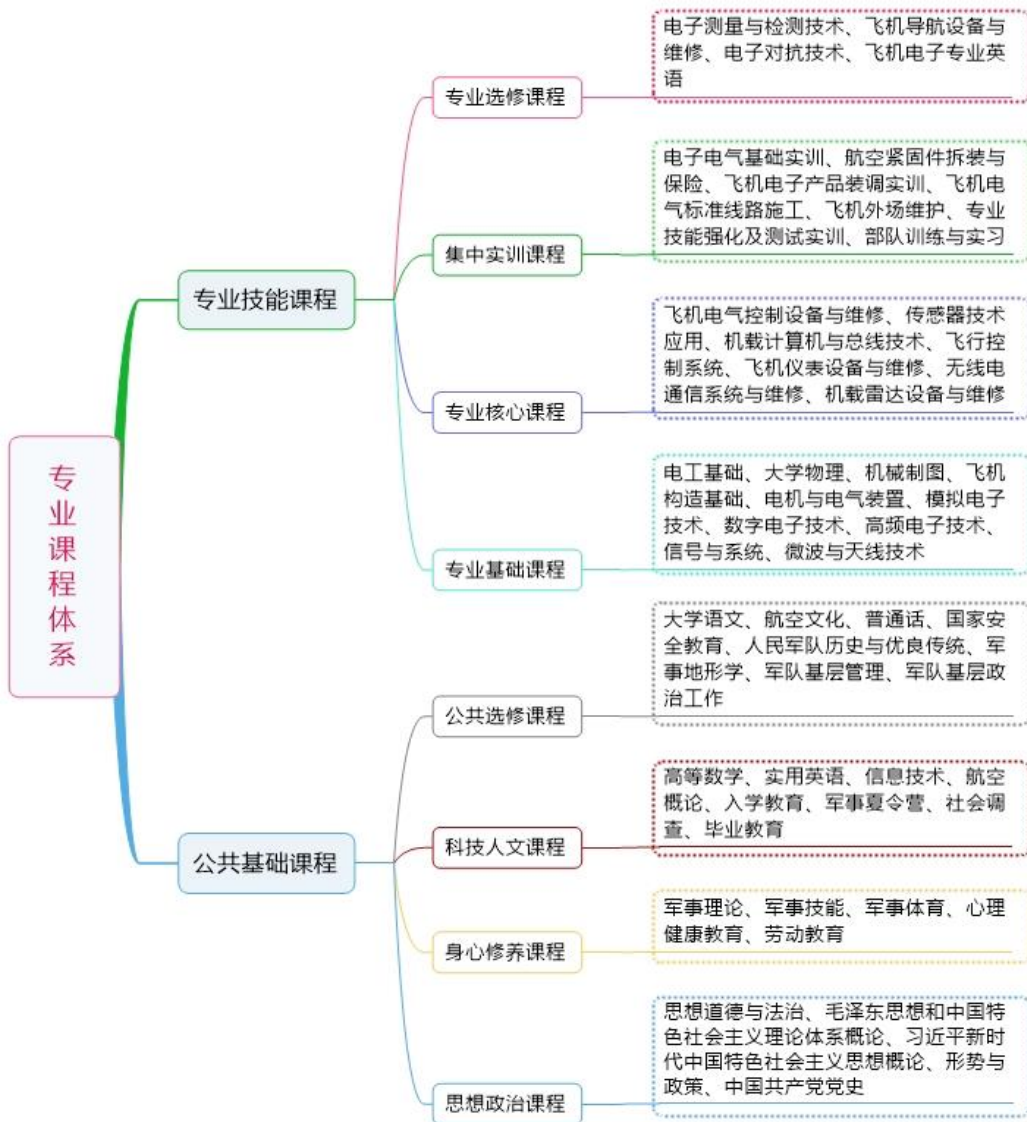 专业课程体系
专业技能课程
专业选修课程
电子测量与检测技术、飞机导航设备与
维修、电子对抗技术、飞机电子专业英
语
集中实训课程
电子电气基础实训、航空紧固件拆装与
保险、飞机电子产品装调实训、飞机电
气标准线路施工、飞机外场维护、专业
技能强化及测试实训、部队训练与实习
专业核心课程
飞机电气控制设备与维修、传感器技术
应用、机载计算机与总线技术、飞行控
制系统、飞机仪表设备与维修、无线电
通信系统与维修、机载雷达设备与维修
专业基础课程
电工基础、大学物理、机械制图、飞机
构造基础、电机与电气装置、模拟电子
技术、数字电子技术、高频电子技术、
信号与系统、微波与天线技术
公共基础课程
公共选修课程
大学语文、航空文化、普通话、国家安
全教育、人民军队历史与优良传统、军
事地形学、军队基层管理、军队基层政
治工作
科技人文课程
高等数学、实用英语、信息技术、航空
概论、入学教育、军事夏令营、社会调
查、毕业教育
身心修养课程
军事理论、军事技能、军事体育、心理
健康教育、劳动教育
思想政治课程
思想道德与法治、毛泽东思想和中国特
色社会主义理论体系概论、习近平新时
代中国特色社会主义思想概论、形势与
政策、中国共产党党史